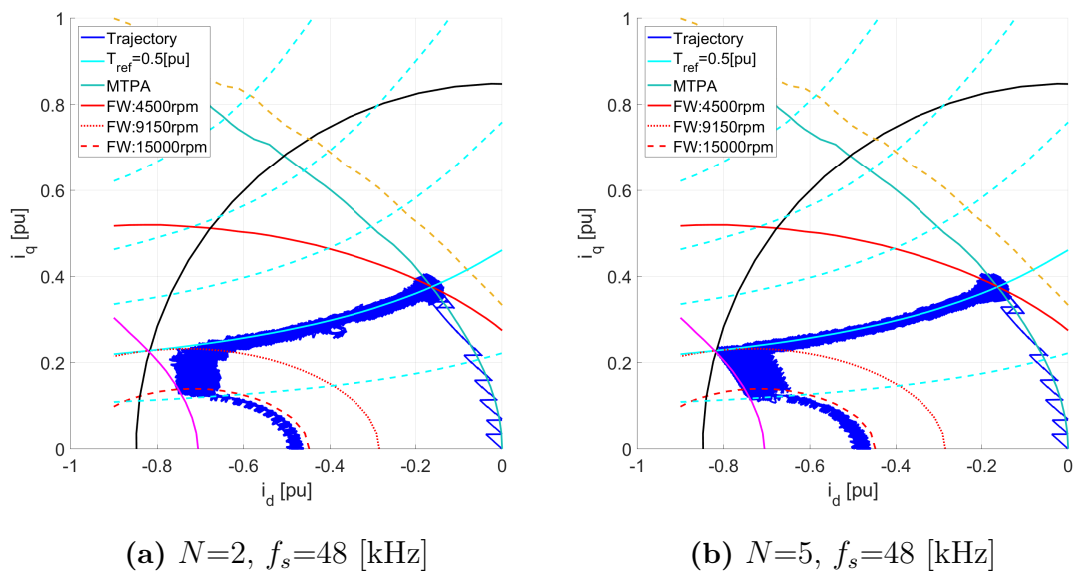 Trajectory
T_ref=0.5[pu]
MTPA
FW:4500rpm
FW:9150rpm
FW:15000rpm
1
0.8
0.6
0.4
0.2
0
i_q [pu]
-1
-0.8
-0.6
-0.4
-0.2
0
i_d [pu]
(a) N=2, f_s=48 [kHz]
Trajectory
T_ref=0.5[pu]
MTPA
FW:4500rpm
FW:9150rpm
FW:15000rpm
1
0.8
0.6
0.4
0.2
0
i_q [pu]
-1
-0.8
-0.6
-0.4
-0.2
0
i_d [pu]
(b) N=5, f_s=48 [kHz]